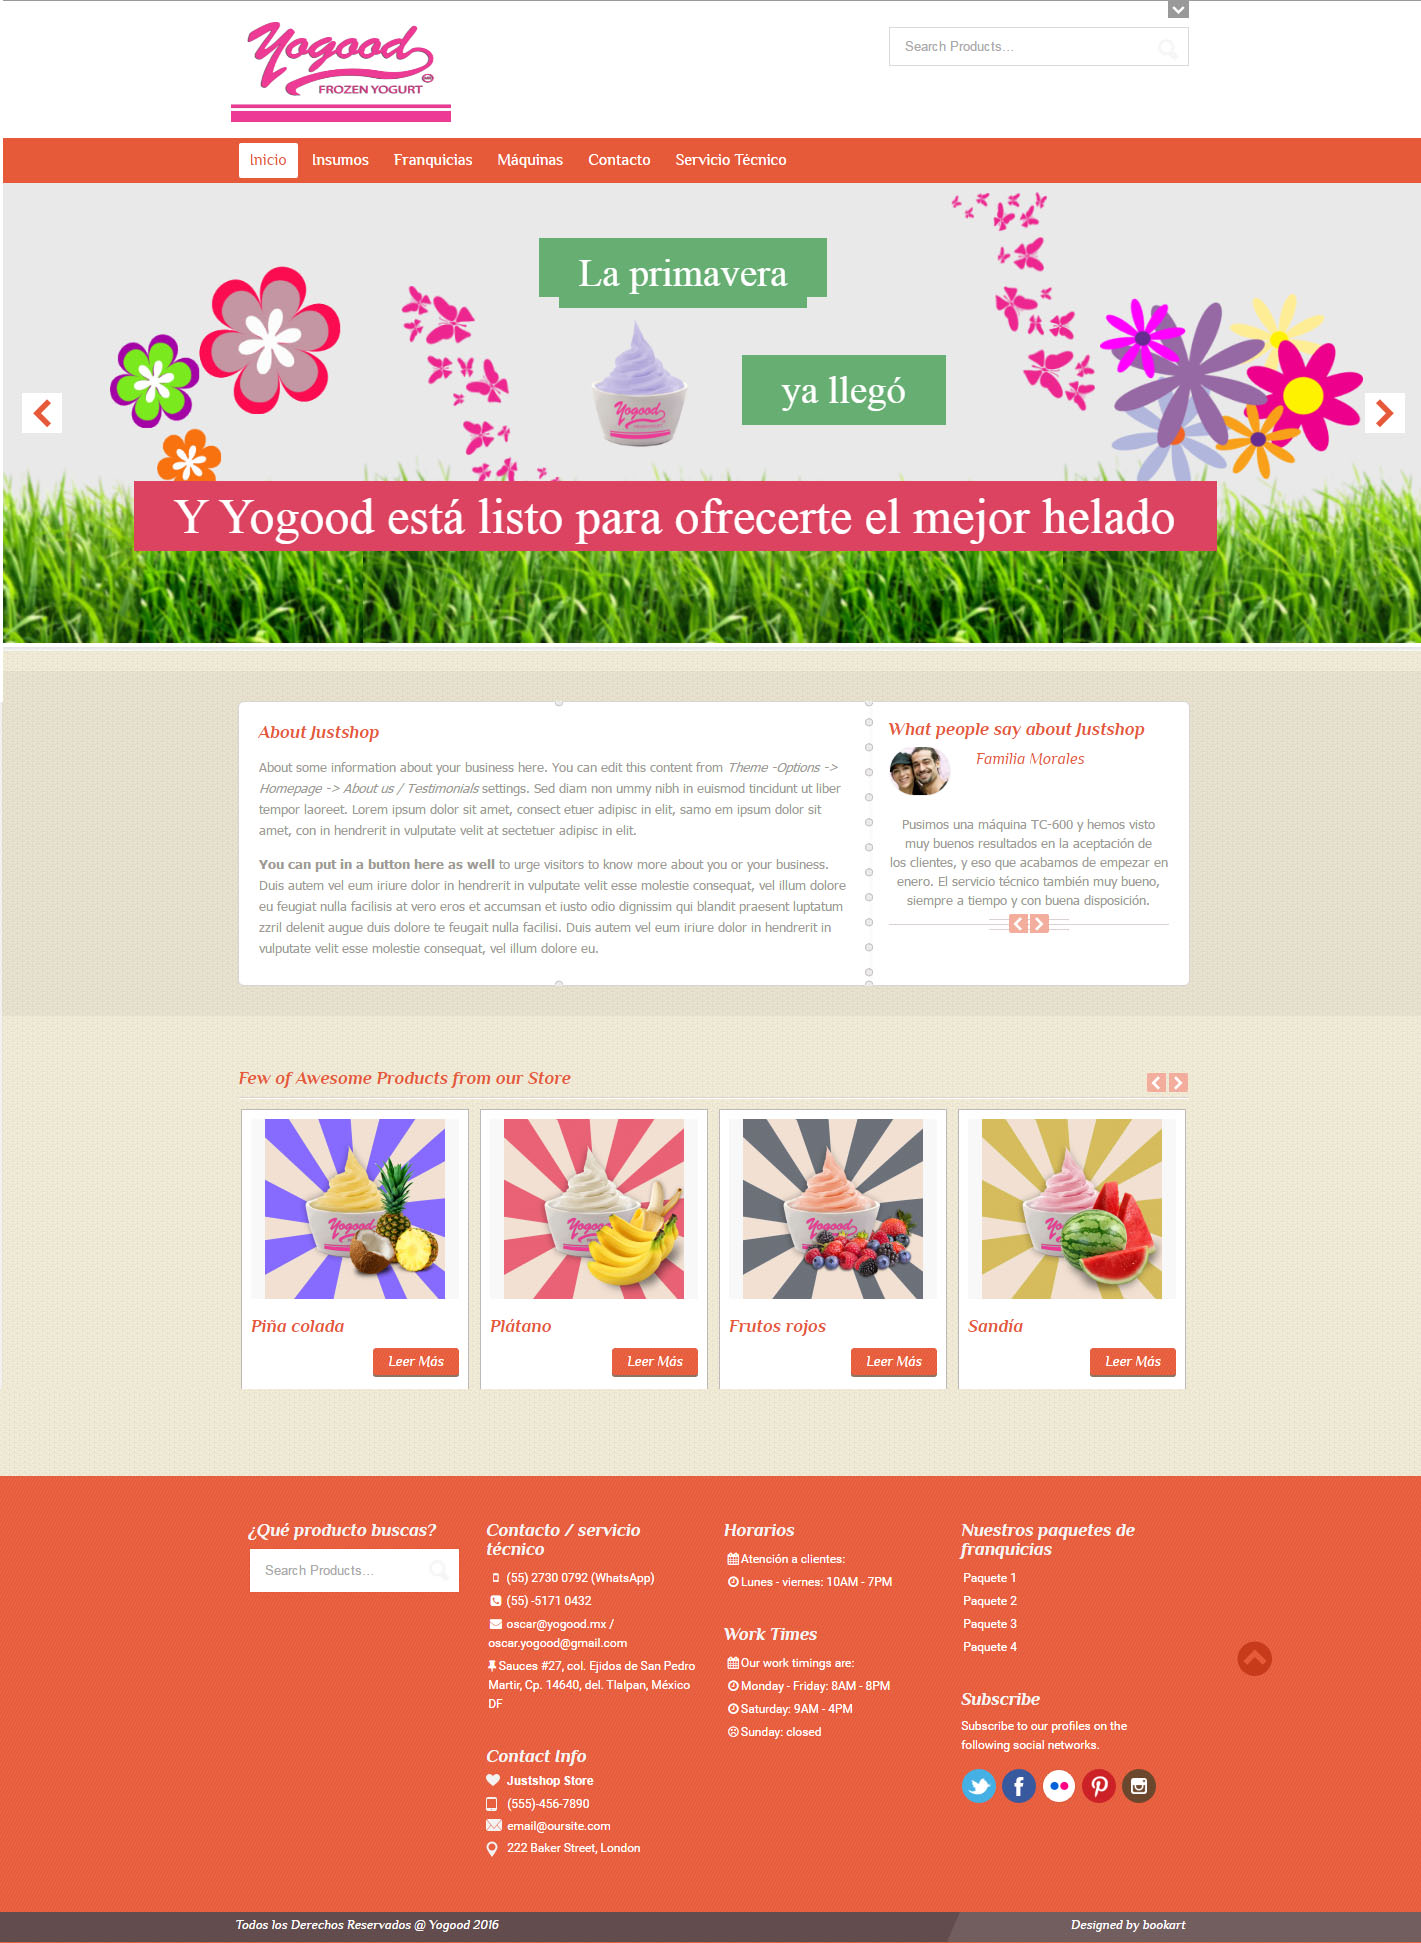 Yogood
FROZEN YOGURT
Search Products...
Inicio
Insumos
Franquicias
Máquinas
Contacto
Servicio Técnico
La primavera
Yogood
ya llegó
Y Yogood está listo para ofrecerte el mejor helado
About Justshop
About some information about your business here. You can edit this content from Theme -Options ->
Homepage -> About us / Testimonials settings. Sed diam non ummy nibh in euismod tincidunt ut liber
tempor laoreet. Lorem ipsum dolor sit amet, consect etuer adipisc in elit, samo em ipsum dolor sit
amet, con in hendrerit in vulputate velit at sectetuer adipisc in elit.
You can put in a button here as well to urge visitors to know more about you or your business.
Duis autem vel eum iriure dolor in hendrerit in vulputate velit esse molestie consequat, vel illum dolore
eu feugiat nulla facilisis at vero eros et accumsan et iusto odio dignissim qui blandit praesent luptatum
zzril delenit augue duis dolore te feugait nulla facilisi. Duis autem vel eum iriure dolor in hendrerit in
vulputate velit esse molestie consequat, vel illum dolore eu.
What people say about Justshop
Familia Morales
Pusimos una máquina TC-600 y hemos visto
muy buenos resultados en la aceptación de
los clientes, y eso que acabamos de empezar en
enero. El servicio técnico también muy bueno,
siempre a tiempo y con buena disposición.
Few of Awesome Products from our Store
Yogood
Piña colada
Leer Más
Yogood
Plátano
Leer Más
Yogood
Frutos rojos
Leer Más
Yogood
Sandía
Leer Más
¿Qué producto buscas?
Search Products...
Contacto / servicio
técnico
(55) 2730 0792 (WhatsApp)
(55) -5171 0432
oscar@yogood.mx /
oscar.yogood@gmail.com
Sauces #27, col. Ejidos de San Pedro
Martir, Cp. 14640, del. Tlalpan, México
DF
Contact Info
Justshop Store
(555)-456-7890
email@oursite.com
222 Baker Street, London
Horarios
Atención a clientes:
Lunes - viernes: 10AM - 7PM
Work Times
Our work timings are:
Monday - Friday: 8AM - 8PM
Saturday: 9AM - 4PM
Sunday: closed
Nuestros paquetes de
franquicias
Paquete 1
Paquete 2
Paquete 3
Paquete 4
Subscribe
Subscribe to our profiles on the
following social networks.
Todos los Derechos Reservados @ Yogood 2016
Designed by bookart